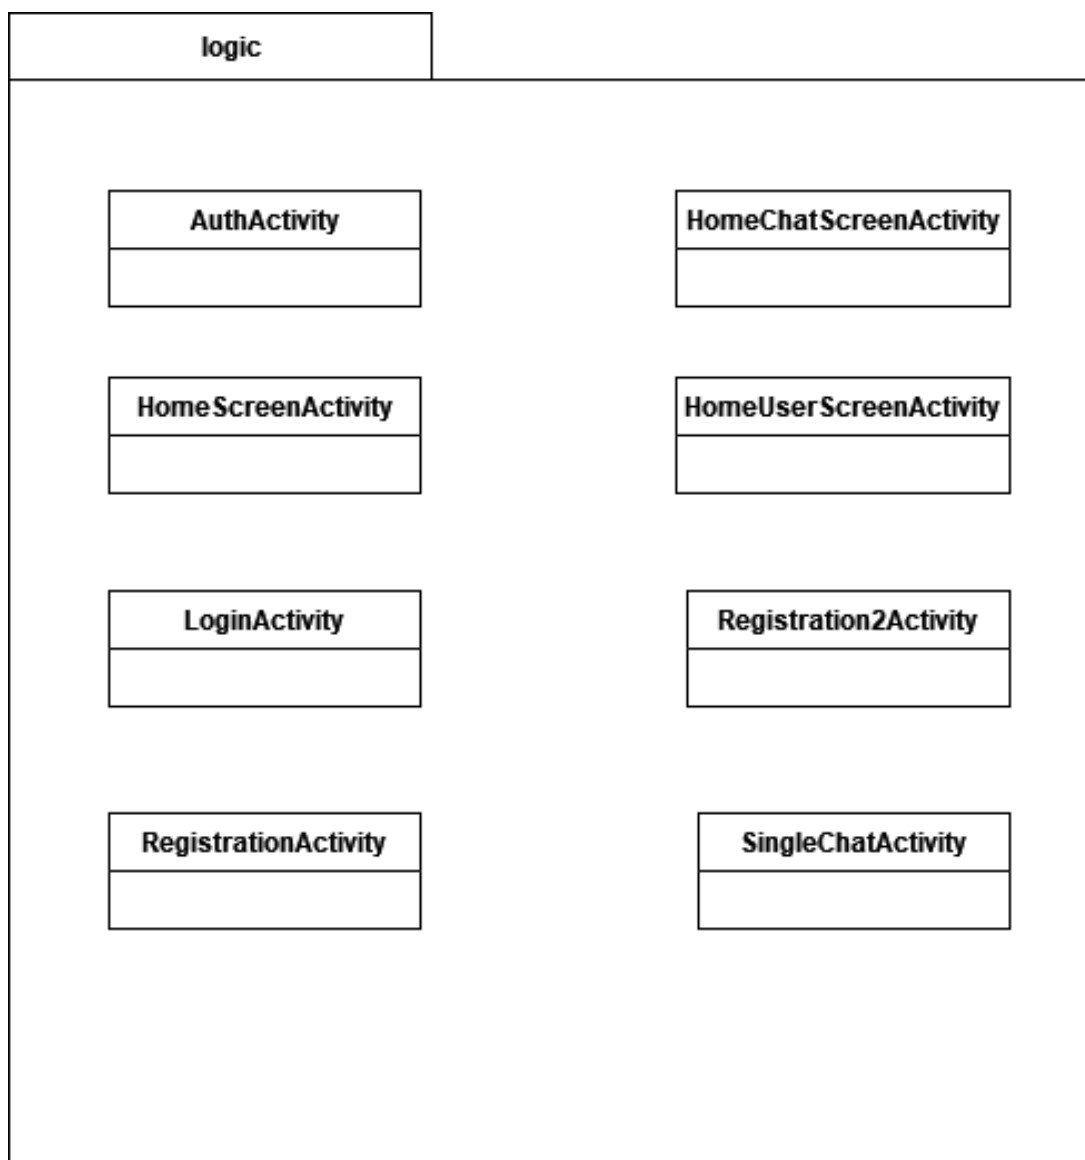 logic
AuthActivity
HomeChatScreenActivity
HomeScreenActivity
HomeUserScreenActivity
LoginActivity
Registration2Activity
RegistrationActivity
SingleChatActivity